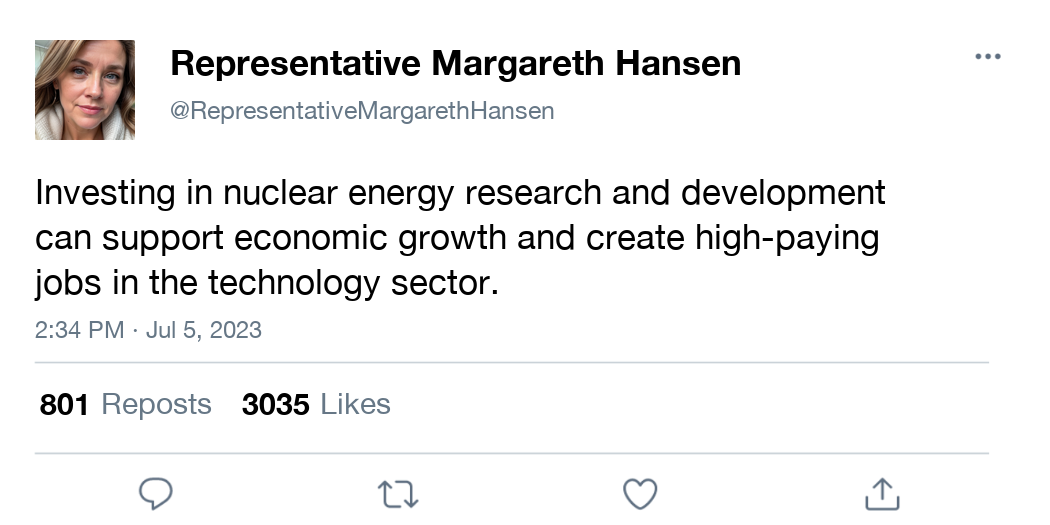 Representative Margareth Hansen
@RepresentativeMargarethHansen
Investing in nuclear energy research and development
can support economic growth and create high-paying
jobs in the technology sector.
2:34 PM · Jul 5, 2023
801 Reposts 3035 Likes